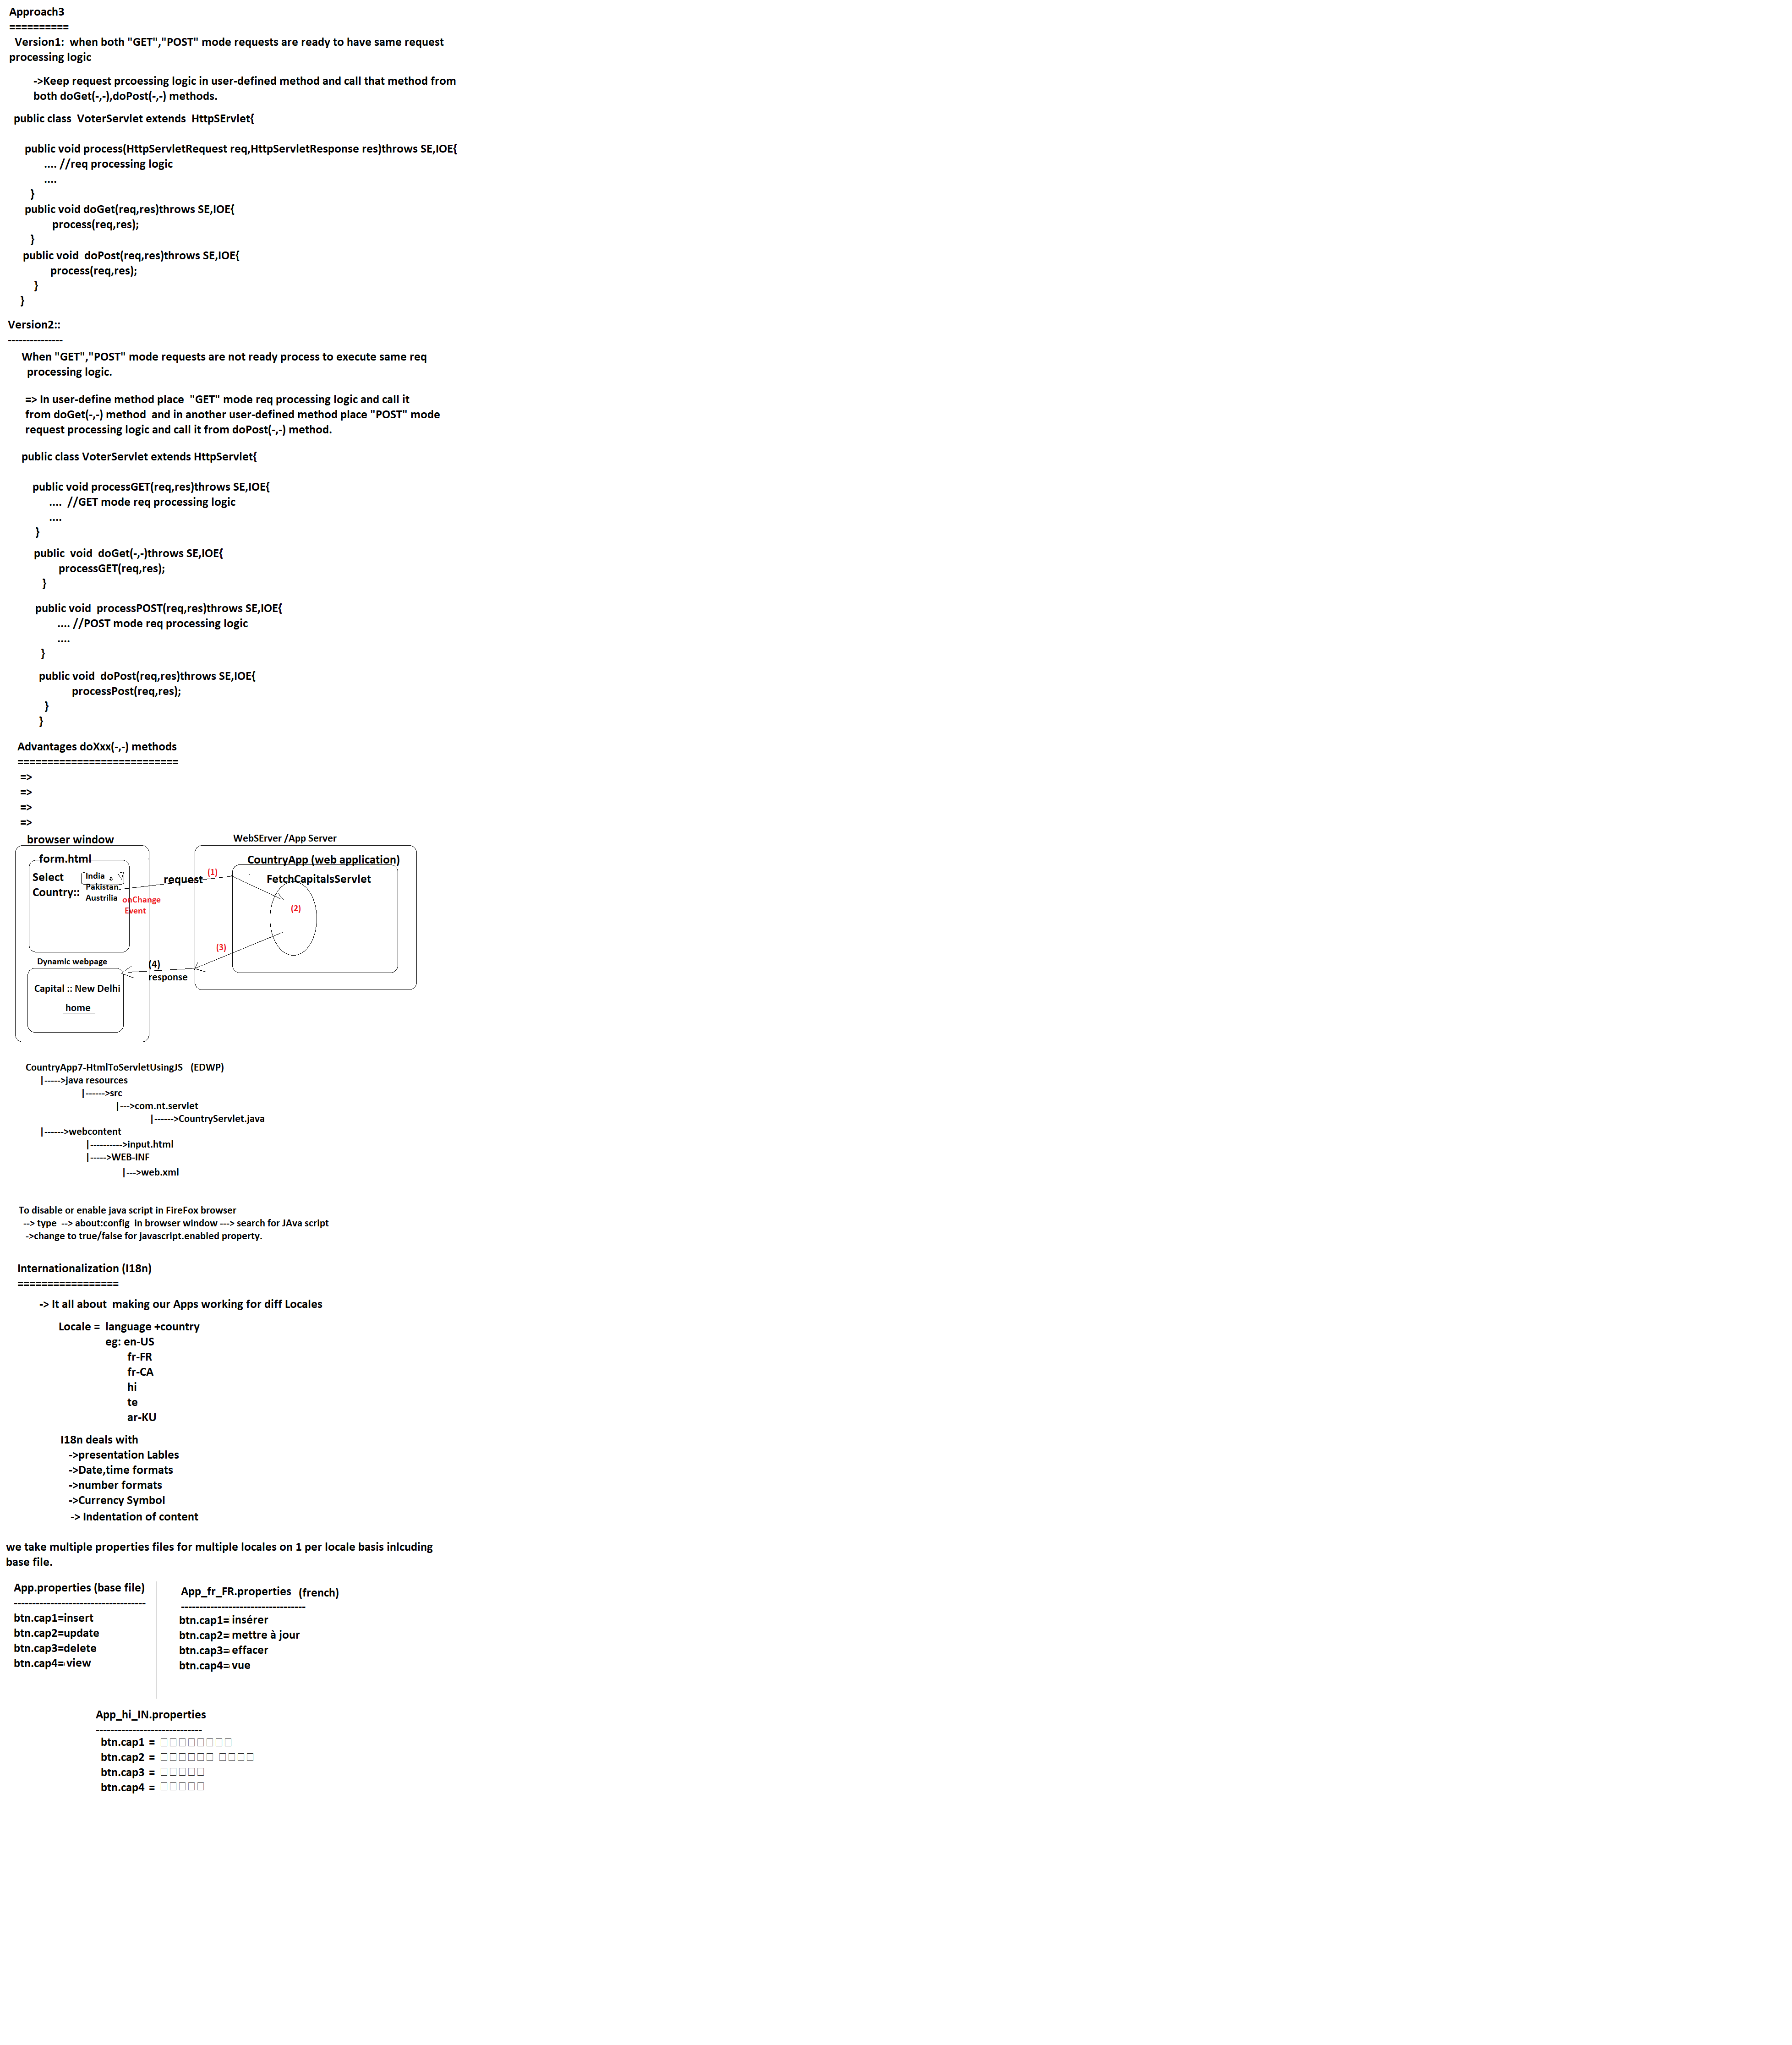 Approach3
==========
Version1:  when both "GET","POST" mode requests are ready to have same request
processing logic
->Keep request prcoessing logic in user-defined method and call that method from
both doGet(-,-),doPost(-,-) methods.
public class  VoterServlet extends  HttpSErvlet{
public void process(HttpServletRequest req,HttpServletResponse res)throws SE,IOE{
.... //req processing logic
....
}
public void doGet(req,res)throws SE,IOE{
process(req,res);
}
public void  doPost(req,res)throws SE,IOE{
process(req,res);
}
}
Version2::
---------------
When "GET","POST" mode requests are not ready process to execute same req
processing logic.
=> In user-define method place  "GET" mode req processing logic and call it
from doGet(-,-) method  and in another user-defined method place "POST" mode
request processing logic and call it from doPost(-,-) method.
public class VoterServlet extends HttpServlet{
public void processGET(req,res)throws SE,IOE{
....  //GET mode req processing logic
....
}
public  void  doGet(-,-)throws SE,IOE{
processGET(req,res);
}
public void  processPOST(req,res)throws SE,IOE{
.... //POST mode req processing logic
....
}
public void  doPost(req,res)throws SE,IOE{
processPost(req,res);
}
}
Advantages doXxx(-,-) methods
===========================
=>
=>
=>
=>
browser window
WebSErver /App Server
form.html
CountryApp (web application)
Select
Country::
India
Pakistan
Austrilia
onChange
Event
request
(1)
FetchCapitalsServlet
(2)
(3)
Dynamic webpage
(4)
response
Capital :: New Delhi
home
CountryApp7-HtmlToServletUsingJS   (EDWP)
|----->java resources
|------>src
|--->com.nt.servlet
|------>CountryServlet.java
|------>webcontent
|---------->input.html
|----->WEB-INF
|--->web.xml
To disable or enable java script in FireFox browser
--> type  --> about:config  in browser window ---> search for JAva script
->change to true/false for javascript.enabled property.
Internationalization (I18n)
=================
-> It all about  making our Apps working for diff Locales
Locale =  language +country
eg: en-US
fr-FR
fr-CA
hi
te
ar-KU
I18n deals with
->presentation Lables
->Date,time formats
->number formats
->Currency Symbol
-> Indentation of content
we take multiple properties files for multiple locales on 1 per locale basis inlcuding
base file.
App.properties (base file)
------------------------------------
btn.cap1=insert
btn.cap2=update
btn.cap3=delete
btn.cap4=view
App_fr_FR.properties  (french)
----------------------------------
btn.cap1= insérer
btn.cap2= mettre à jour
btn.cap3= effacer
btn.cap4= vue
App_hi_IN.properties
-----------------------------
btn.cap1 =
btn.cap2 =
btn.cap3 =
btn.cap4 =